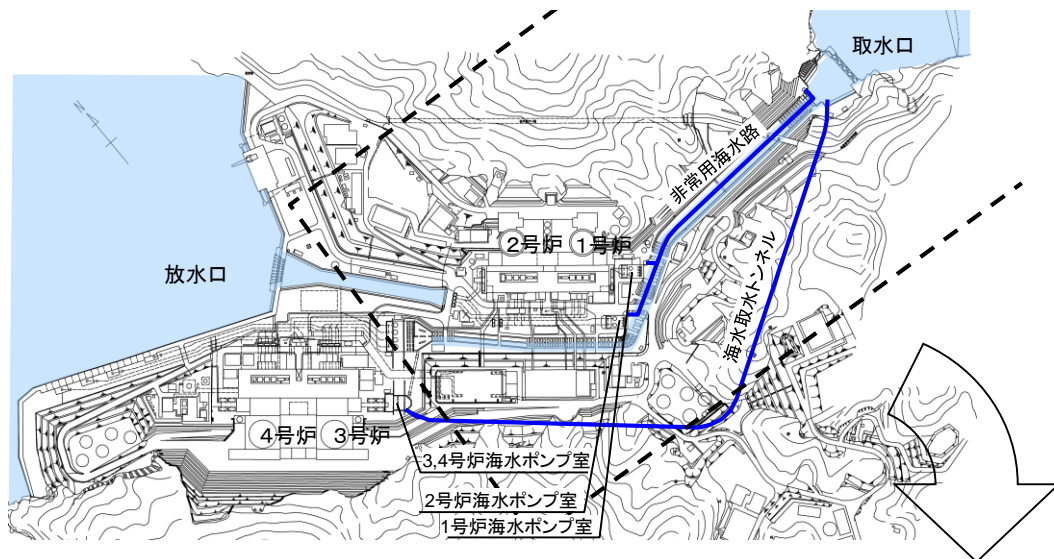 取水口
非常用海水路
2号炉
1号炉
放水口
海水取水トンネル
4号炉
3号炉
3,4号炉海水ポンプ室
2号炉海水ポンプ室
1号炉海水ポンプ室